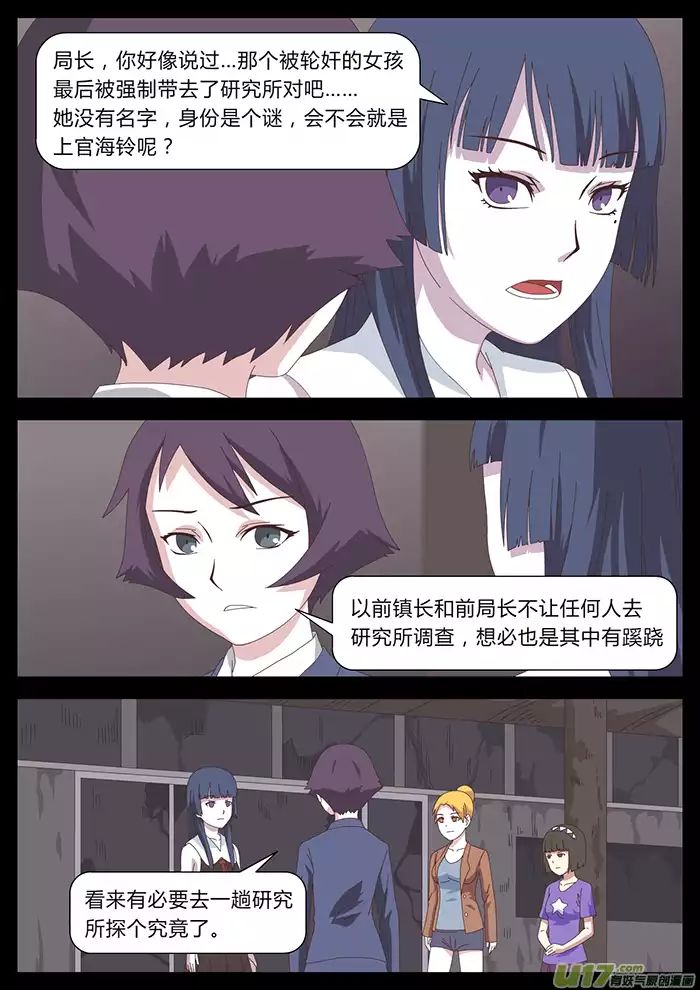 局长，你好像说过...那个被轮奸的女孩
最后被强制带去了研究所对吧......
她没有名字，身份是个谜，会不会就是
上官海铃呢？
以前镇长和前局长不让任何人去
研究所调查，想必也是其中有蹊跷
看来有必要去一趟研究
所探个究竟了。
U17.com
有妖气原创漫画